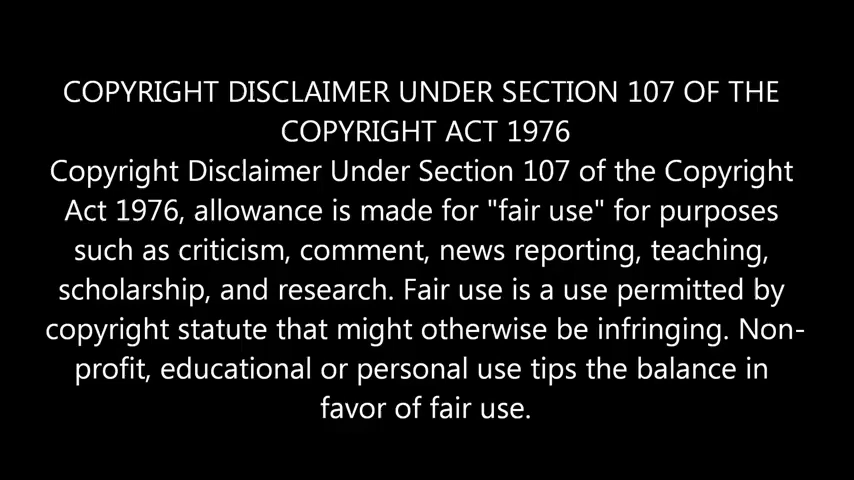 COPYRIGHT DISCLAIMER UNDER SECTION 107 OF THE
COPYRIGHT ACT 1976
Copyright Disclaimer Under Section 107 of the Copyright
Act 1976, allowance is made for "fair use" for purposes
such as criticism, comment, news reporting, teaching,
scholarship, and research. Fair use is a use permitted by
copyright statute that might otherwise be infringing. Non-
profit, educational or personal use tips the balance in
favor of fair use.